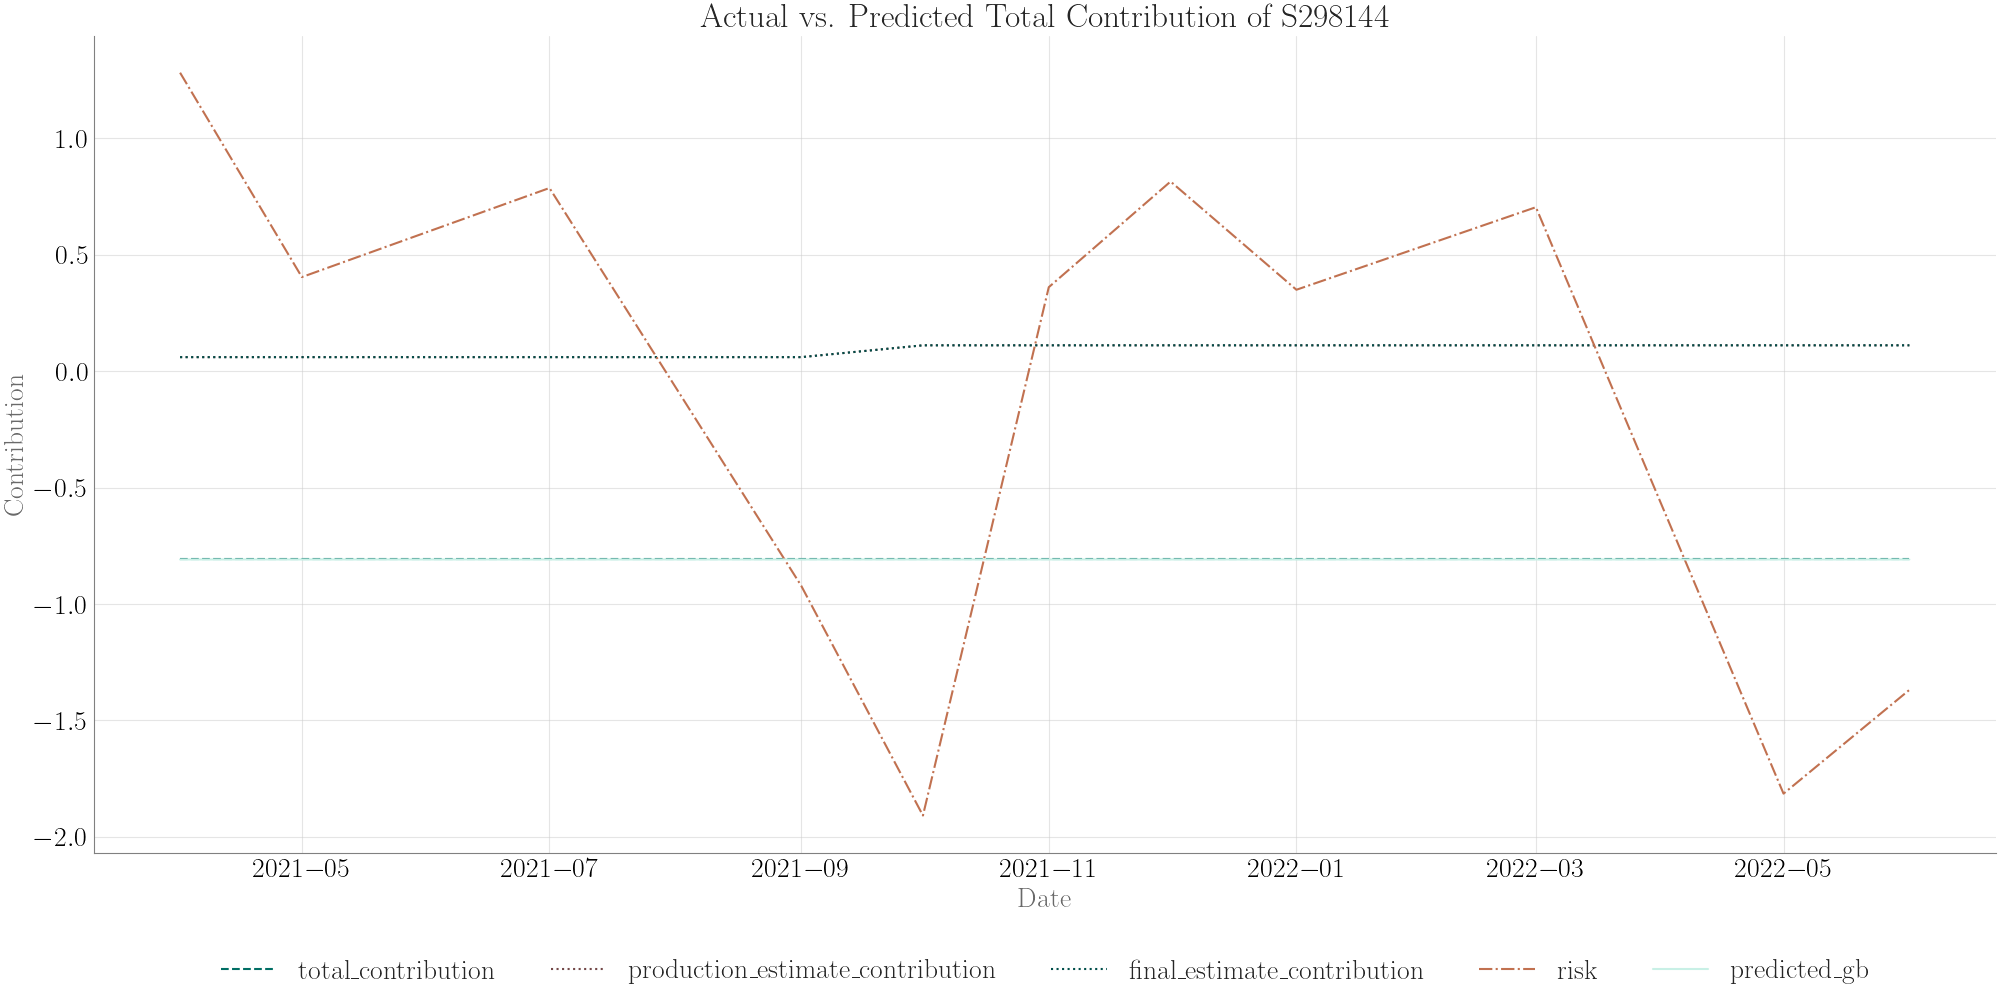 Actual vs. Predicted Total Contribution of S298144
1.0
0.5
0.0
−0.5
−1.0
−1.5
−2.0
Contribution
2021−05 2021−07 2021−09 2021−11 2022−01 2022−03 2022−05
Date
total_contribution production_estimate_contribution final_estimate_contribution risk predicted_gb